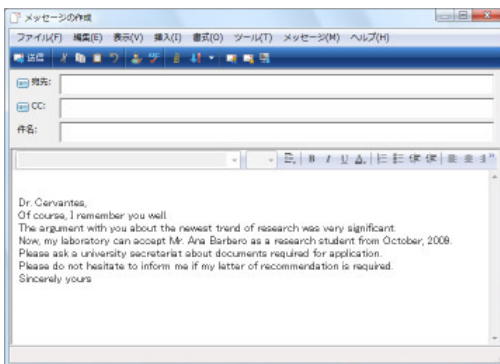 メッセージの作成
ファイル(F) 編集(E) 表示(V) 挿入(I) 書式(O) ツール(T) メッセージ(M) ヘルプ(H)
送信
宛先:
CC:
件名:
B I U A
Dr. Cervantes,
Of course, I remember you well.
The argument with you about the newest trend of research was very significant.
Now, my laboratory can accept Mr. Ana Barbero as a research student from October, 2009.
Please ask a university secretariat about documents required for application.
Please do not hesitate to inform me if my letter of recommendation is required.
Sincerely yours